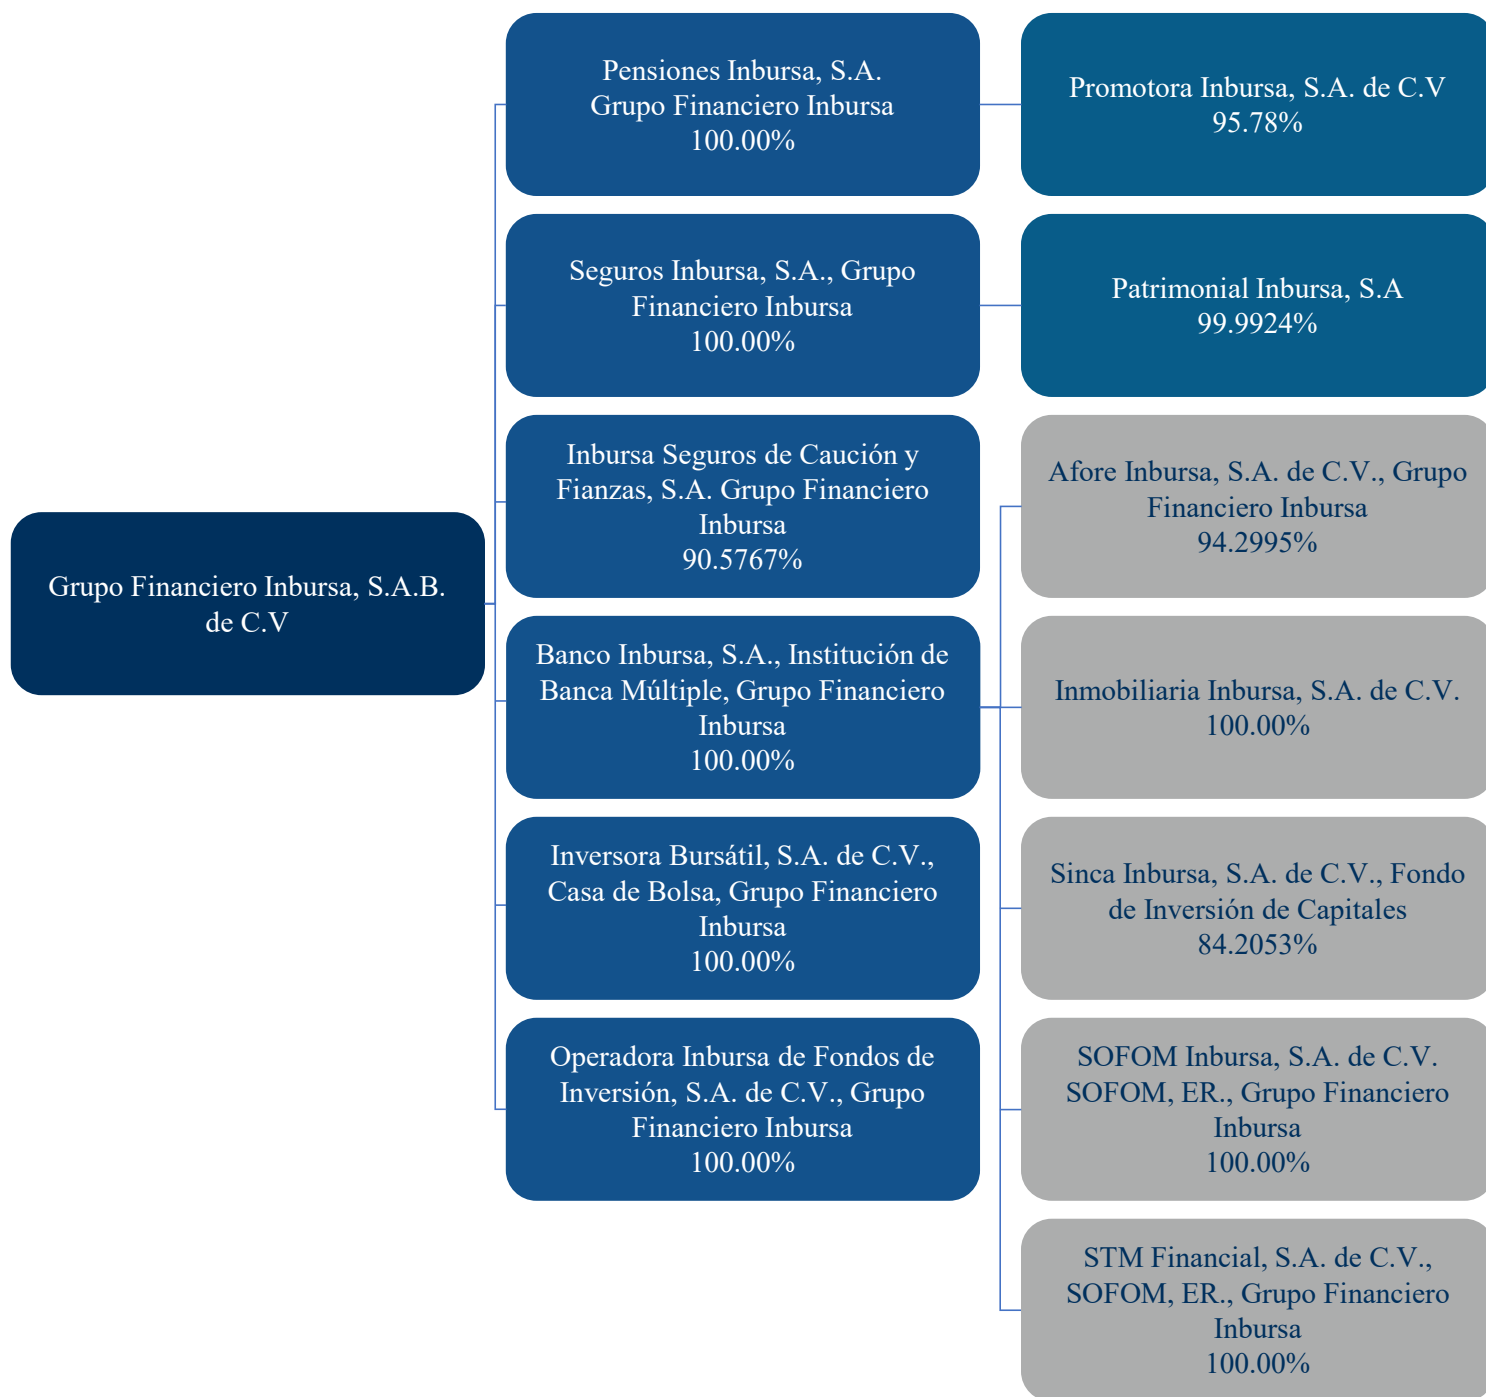 Grupo Financiero Inbursa, S.A.B.
de C.V
Pensiones Inbursa, S.A.
Grupo Financiero Inbursa
100.00%
Promotora Inbursa, S.A. de C.V
95.78%
Seguros Inbursa, S.A., Grupo
Financiero Inbursa
100.00%
Patrimonial Inbursa, S.A
99.9924%
Inbursa Seguros de Caución y
Fianzas, S.A. Grupo Financiero
Inbursa
90.5767%
Banco Inbursa, S.A., Institución de
Banca Múltiple, Grupo Financiero
Inbursa
100.00%
Afore Inbursa, S.A. de C.V., Grupo
Financiero Inbursa
94.2995%
Inmobiliaria Inbursa, S.A. de C.V.
100.00%
Sinca Inbursa, S.A. de C.V., Fondo
de Inversión de Capitales
84.2053%
SOFOM Inbursa, S.A. de C.V.
SOFOM, ER., Grupo Financiero
Inbursa
100.00%
STM Financial, S.A. de C.V.,
SOFOM, ER., Grupo Financiero
Inbursa
100.00%
Inversora Bursátil, S.A. de C.V.,
Casa de Bolsa, Grupo Financiero
Inbursa
100.00%
Operadora Inbursa de Fondos de
Inversión, S.A. de C.V., Grupo
Financiero Inbursa
100.00%